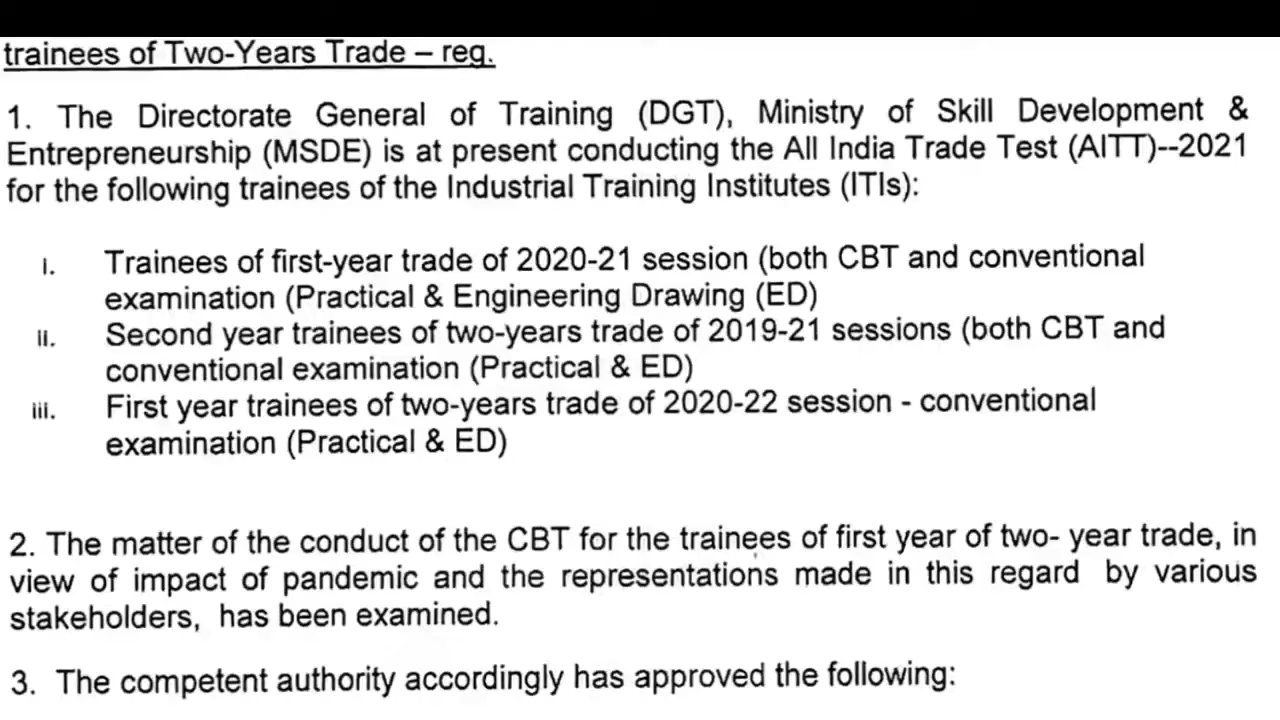 trainees of Two-Years Trade – reg.
1. The Directorate General of Training (DGT), Ministry of Skill Development &
Entrepreneurship (MSDE) is at present conducting the All India Trade Test (AITT)--2021
for the following trainees of the Industrial Training Institutes (ITIs):
i. Trainees of first-year trade of 2020-21 session (both CBT and conventional
examination (Practical & Engineering Drawing (ED)
ii. Second year trainees of two-years trade of 2019-21 sessions (both CBT and
conventional examination (Practical & ED)
iii. First year trainees of two-years trade of 2020-22 session - conventional
examination (Practical & ED)
2. The matter of the conduct of the CBT for the trainees of first year of two- year trade, in
view of impact of pandemic and the representations made in this regard by various
stakeholders, has been examined.
3. The competent authority accordingly has approved the following: